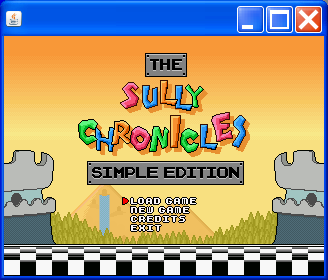 THE
SULLY
CHRONICLES
SIMPLE EDITION
LOAD GAME
NEW GAME
CREDITS
EXIT